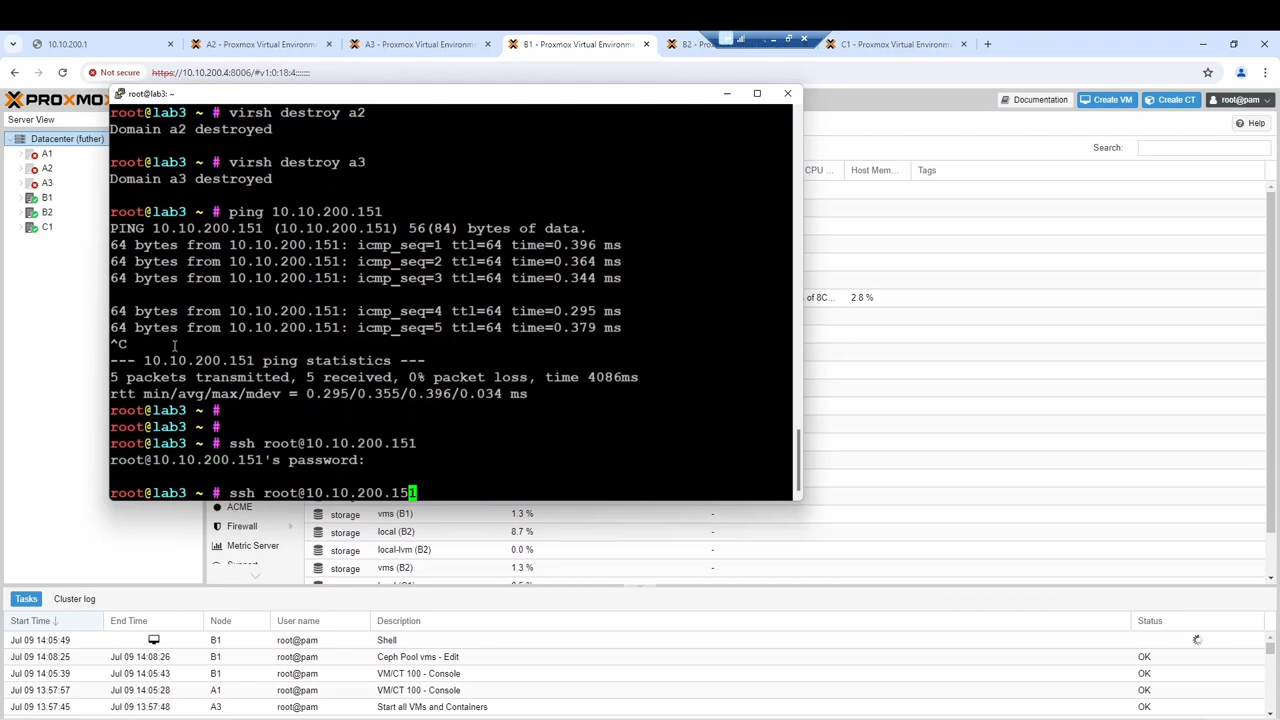 10.10.200.1
A2 - Proxmox Virtual Environme
A3 - Proxmox Virtual Environme
B1 - Proxmox Virtual Environme
B2 - Proxmox Virtual
C1 - Proxmox Virtual Environme
Not secure
https://10.10.200.4:8006/#v1:0:18:4:::::::
PROXMO
root@lab3: ~
Documentation
Create VM
Create CT
root@pam
Server View
Help
Datacenter (futher)
Search:
A1
A2
A3
B1
B2
C1
CPU ...
Host Mem...
Tags
of 8C...
2.8 %
root@lab3 ~ # virsh destroy a2
Domain a2 destroyed
root@lab3 ~ # virsh destroy a3
Domain a3 destroyed
root@lab3 ~ # ping 10.10.200.151
PING 10.10.200.151 (10.10.200.151) 56(84) bytes of data.
64 bytes from 10.10.200.151: icmp_seq=1 ttl=64 time=0.396 ms
64 bytes from 10.10.200.151: icmp_seq=2 ttl=64 time=0.364 ms
64 bytes from 10.10.200.151: icmp_seq=3 ttl=64 time=0.344 ms
64 bytes from 10.10.200.151: icmp_seq=4 ttl=64 time=0.295 ms
64 bytes from 10.10.200.151: icmp_seq=5 ttl=64 time=0.379 ms
^C
--- 10.10.200.151 ping statistics ---
5 packets transmitted, 5 received, 0% packet loss, time 4086ms
rtt min/avg/max/mdev = 0.295/0.355/0.396/0.034 ms
root@lab3 ~ #
root@lab3 ~ #
root@lab3 ~ # ssh root@10.10.200.151
root@10.10.200.151's password:
root@lab3 ~ # ssh root@10.10.200.151
ACME
Firewall
Metric Server
storage vms (B1) 1.3 % -
storage local (B2) 8.7 % -
storage local-lvm (B2) 0.0 % -
storage vms (B2) 1.3 % -
Tasks
Cluster log
Start Time End Time Node User name Description Status
Jul 09 14:05:49 B1 root@pam Shell
Jul 09 14:08:25 Jul 09 14:08:26 B1 root@pam Ceph Pool vms - Edit OK
Jul 09 14:05:39 Jul 09 14:05:43 B1 root@pam VM/CT 100 - Console OK
Jul 09 13:57:57 Jul 09 14:05:28 A1 root@pam VM/CT 100 - Console OK
Jul 09 13:57:45 Jul 09 13:57:48 A3 root@pam Start all VMs and Containers OK